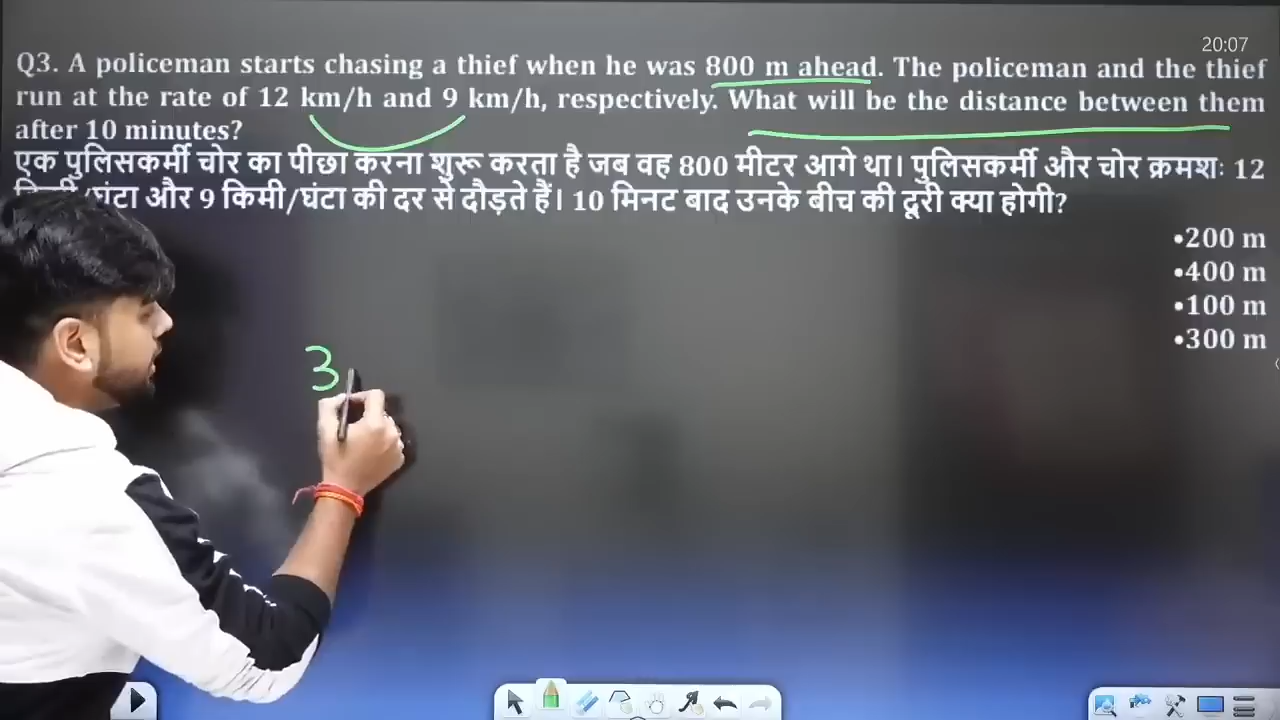 20:07
Q3. A policeman starts chasing a thief when he was 800 m ahead. The policeman and the thief
run at the rate of 12 km/h and 9 km/h, respectively. What will be the distance between them
after 10 minutes?
एक पुलिसकर्मी चोर का पीछा करना शुरू करता है जब वह 800 मीटर आगे था। पुलिसकर्मी और चोर क्रमशः 12
/घंटा और 9 किमी/घंटा की दर से दौड़ते हैं। 10 मिनट बाद उनके बीच की दूरी क्या होगी?
•200 m
•400 m
•100 m
•300 m
3